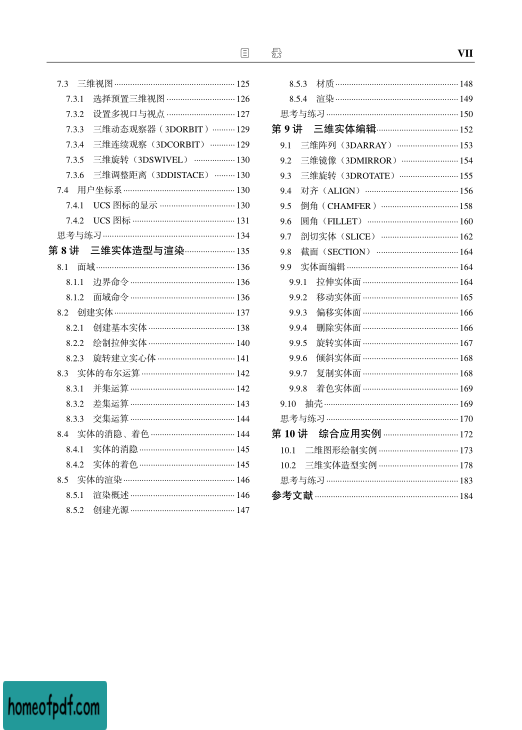 目 录 VII
7.3 三维视图 125
7.3.1 选择预置三维视图 126
7.3.2 设置多视口与视点 127
7.3.3 三维动态观察器（3DORBIT） 129
7.3.4 三维连续观察（3DCORBIT） 129
7.3.5 三维旋转（3DSWIVEL） 130
7.3.6 三维调整距离（3DDISTACE） 130
7.4 用户坐标系 130
7.4.1 UCS 图标的显示 130
7.4.2 UCS 图标 131
思考与练习 134
第 8 讲 三维实体造型与渲染 135
8.1 面域 136
8.1.1 边界命令 136
8.1.2 面域命令 136
8.2 创建实体 137
8.2.1 创建基本实体 138
8.2.2 绘制拉伸实体 140
8.2.3 旋转建立实心体 141
8.3 实体的布尔运算 142
8.3.1 并集运算 142
8.3.2 差集运算 143
8.3.3 交集运算 144
8.4 实体的消隐﹑着色 144
8.4.1 实体的消隐 145
8.4.2 实体的着色 145
8.5 实体的渲染 146
8.5.1 渲染概述 146
8.5.2 创建光源 147
8.5.3 材质 148
8.5.4 渲染 149
思考与练习 150
第 9 讲 三维实体编辑 152
9.1 三维阵列（3DARRAY） 153
9.2 三维镜像（3DMIRROR） 154
9.3 三维旋转（3DROTATE） 155
9.4 对齐（ALIGN） 156
9.5 倒角（CHAMFER） 158
9.6 圆角（FILLET） 160
9.7 剖切实体（SLICE） 162
9.8 截面（SECTION） 164
9.9 实体面编辑 164
9.9.1 拉伸实体面 164
9.9.2 移动实体面 165
9.9.3 偏移实体面 166
9.9.4 删除实体面 166
9.9.5 旋转实体面 167
9.9.6 倾斜实体面 168
9.9.7 复制实体面 168
9.9.8 着色实体面 169
9.10 抽壳 169
思考与练习 170
第 10 讲 综合应用实例 172
10.1 二维图形绘制实例 173
10.2 三维实体造型实例 178
思考与练习 183
参考文献 184
homeofpdf.com